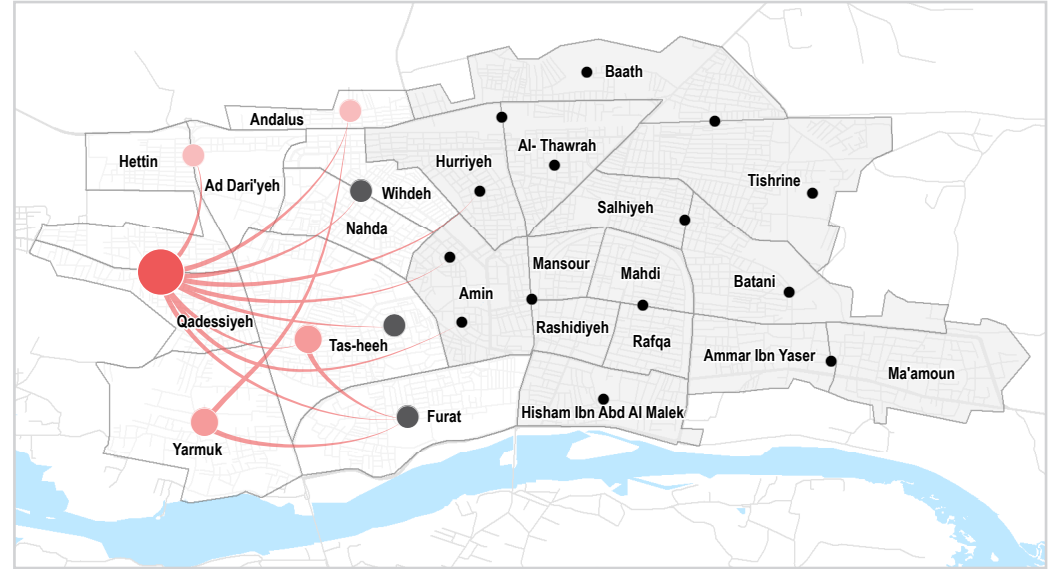 Baath
Andalus
Al- Thawrah
Hettin
Hurriyeh
Ad Dari'yeh
Tishrine
Wihdeh
Salhiyeh
Nahda
Mansour
Mahdi
Batani
Amin
Qadessiyeh
Rashidiyeh
Tas-heeh
Rafqa
Ammar Ibn Yaser
Ma'amoun
Hisham Ibn Abd Al Malek
Furat
Yarmuk